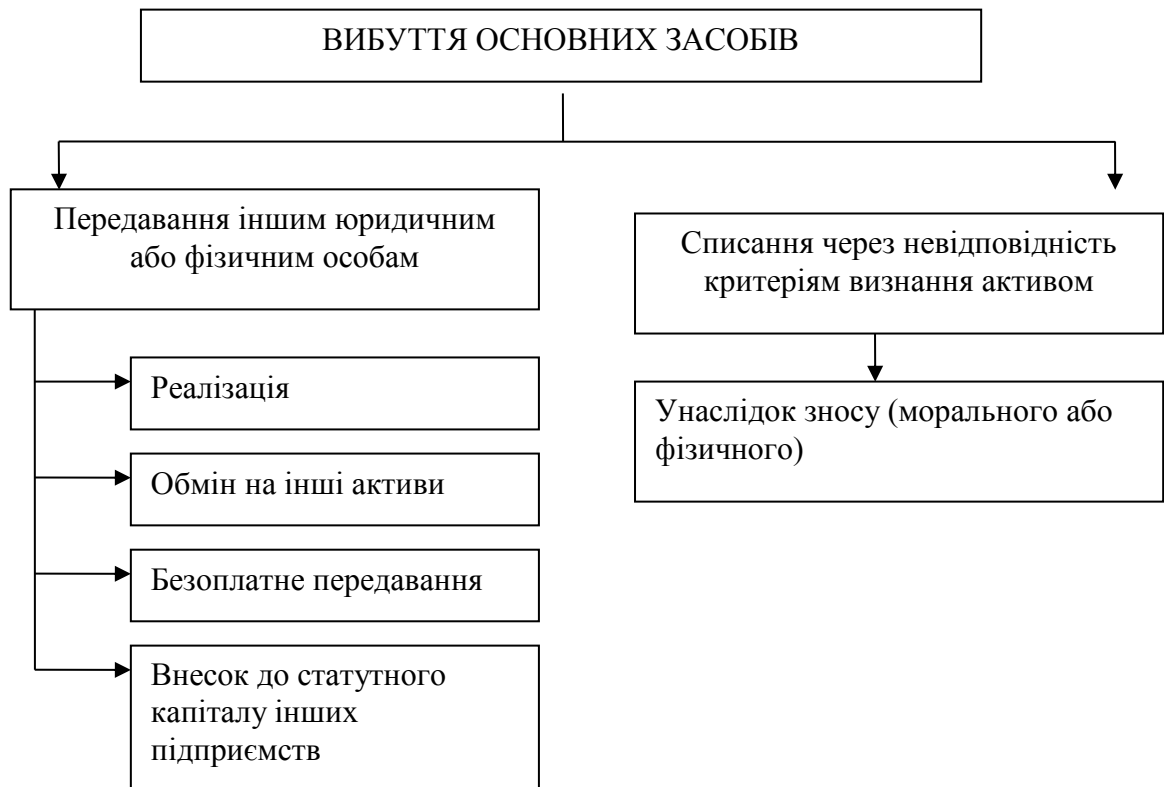 ВИБУТТЯ ОСНОВНИХ ЗАСОБІВ
Передавання іншим юридичним
або фізичним особам
Реалізація
Обмін на інші активи
Безоплатне передавання
Внесок до статутного
капіталу інших
підприємств
Списання через невідповідність
критеріям визнання активом
Унаслідок зносу (морального або
фізичного)